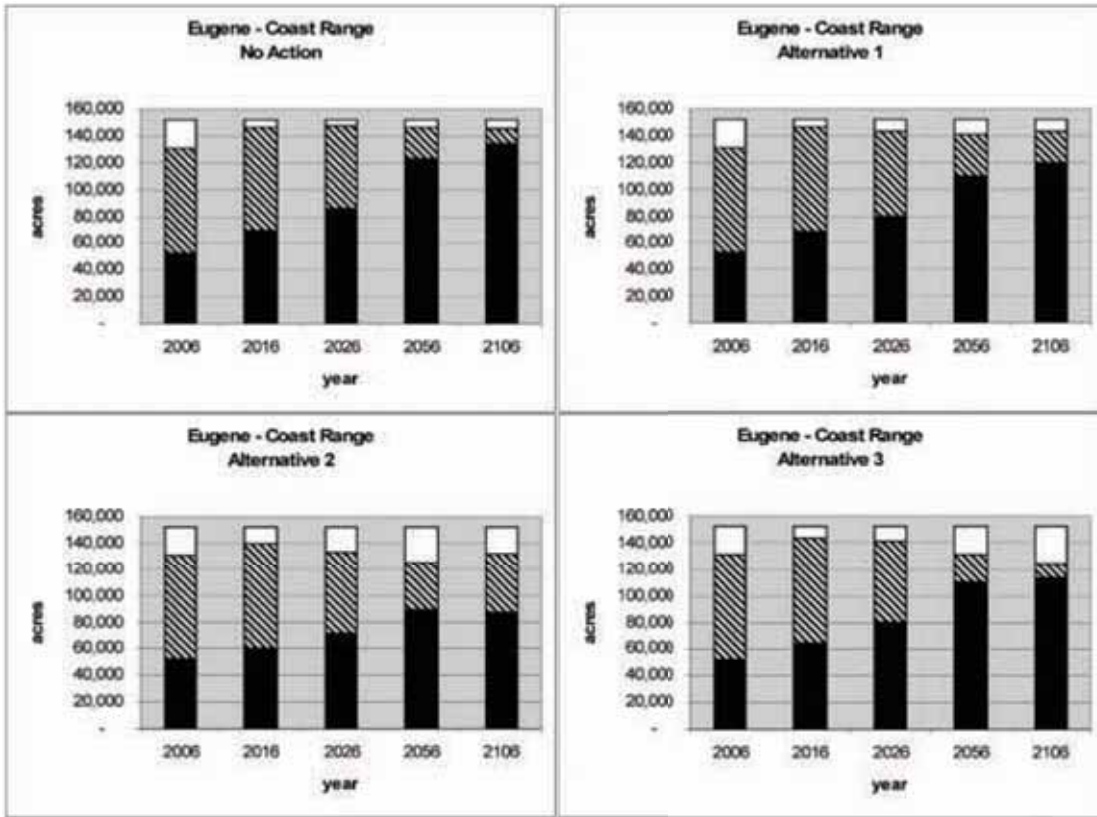 Eugene - Coast Range
No Action
160,000
140,000
120,000
100,000
80,000
60,000
40,000
20,000
-
acres
2006 2016 2026 2056 2106
year
Eugene - Coast Range
Alternative 1
160,000
140,000
120,000
100,000
80,000
60,000
40,000
20,000
-
acres
2006 2016 2026 2056 2106
year
Eugene - Coast Range
Alternative 2
160,000
140,000
120,000
100,000
80,000
60,000
40,000
20,000
-
acres
2006 2016 2026 2056 2106
year
Eugene - Coast Range
Alternative 3
160,000
140,000
120,000
100,000
80,000
60,000
40,000
20,000
-
acres
2006 2016 2026 2056 2106
year